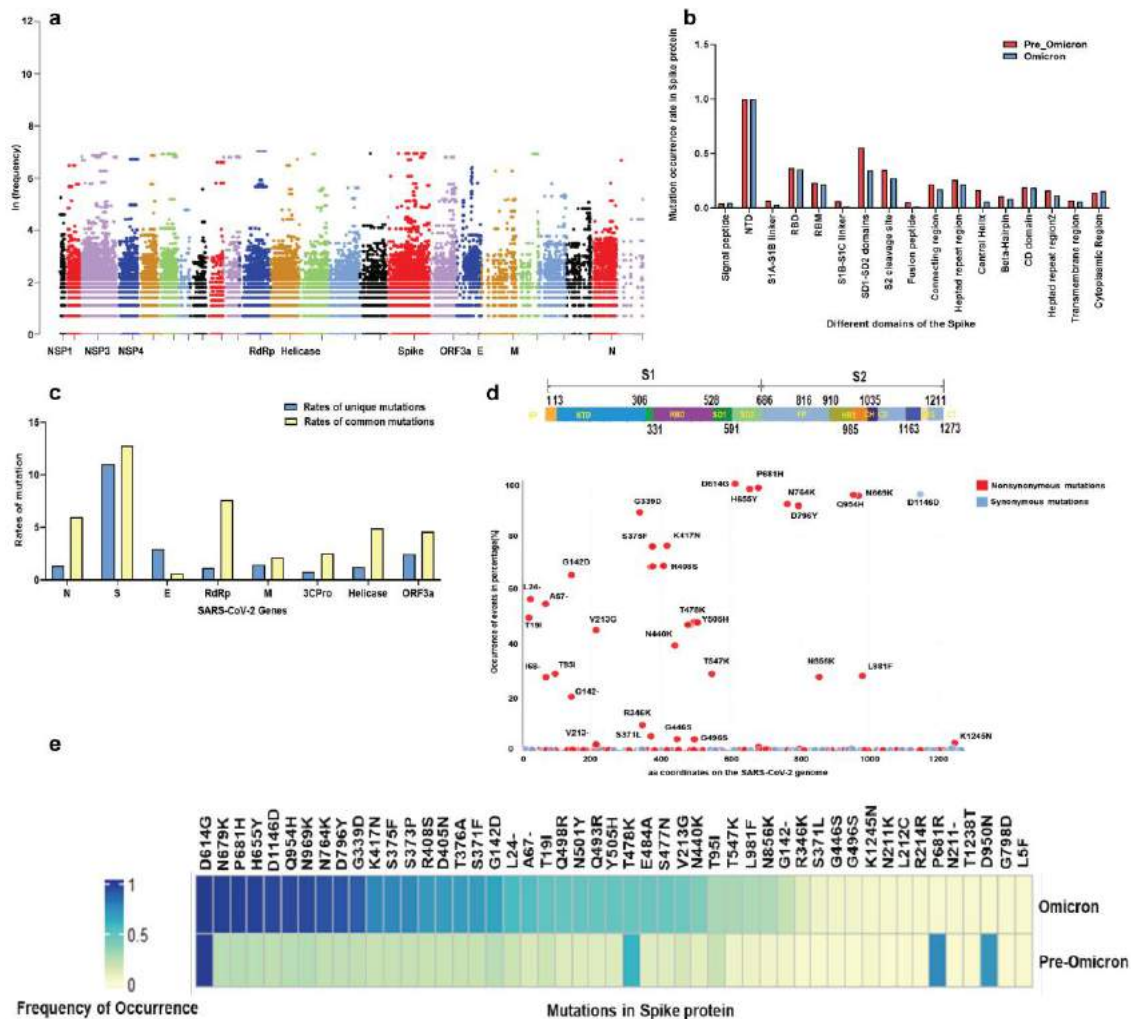 a
12
10
8
6
4
2
0
ln (frequency)
NSP1 NSP3 NSP4 RdRp Helicase Spike ORF3a E M N
b
Mutation occurrence rate in Spike protein
1.5
1.0
0.5
0.0
Pre_Omicron
Omicron
Signal peptide
NTD
S1A-S1B linker
RBD
RBM
S1B-S1C linker
SD1-SD2 domains
S2 cleavage site
Fusion peptide
Connecting region
Heptad repeat region
Central Helix
Beta-Hairpin
CD domain
Heptad repeat region2
Transmembrane region
Cytoplasmic Region
Different domains of the Spike
c
Rates of unique mutations
Rates of common mutations
Rates of mutation
15
10
5
0
N S E RdRp M 3CPro Helicase ORF3a
SARS-CoV-2 Genes
d
S1 S2
1 13 306 528 686 816 910 1035 1211
NTD RBD SD1 SD2 FP HR1 CH CD
331 591 985 1163 1273
Nonsynonymous mutations
Synonymous mutations
Occurrence of events in percentage(%)
100
80
60
40
20
0
D614G
P681H
H655Y
N764K
D796Y
Q954H
N969K
D1146D
G339D
S375F
K417N
R408S
G142D
L24-
A67-
T19I
V213G
T478K
Y505H
N440K
T547K
T95I
G142-
N856K
L981F
R346K
V213-
S371L
G446S
G496S
K1245N
0 200 400 600 800 1000 1200
aa coordinates on the SARS-CoV-2 genome
e
D614G
N679K
P681H
H655Y
D1146D
Q954H
N969K
N764K
D796Y
G339D
K417N
S375F
S373P
R408S
D405N
T376A
S371F
G142D
L24-
A67-
T19I
Q498R
N501Y
Q493R
Y505H
T478K
E484A
S477N
V213G
N440K
T95I
T547K
L981F
N856K
G142-
R346K
S371L
G446S
G496S
K1245N
N211K
L212C
R214R
P681R
N211-
T1238T
D950N
G798D
L5F
1
0.5
0
Omicron
Pre-Omicron
Frequency of Occurrence
Mutations in Spike protein